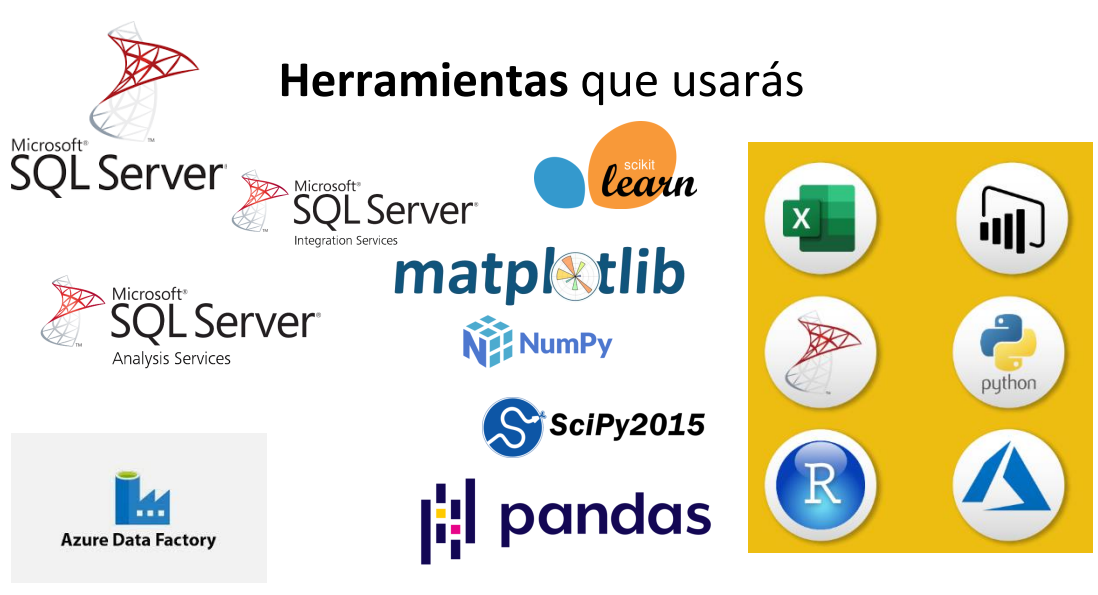 Herramientas que usarás
Microsoft®
SQL Server®
Microsoft®
SQL Server®
Integration Services
Microsoft®
SQL Server®
Analysis Services
Azure Data Factory
scikit
learn
matplotlib
NumPy
SciPy2015
pandas
X
python
R